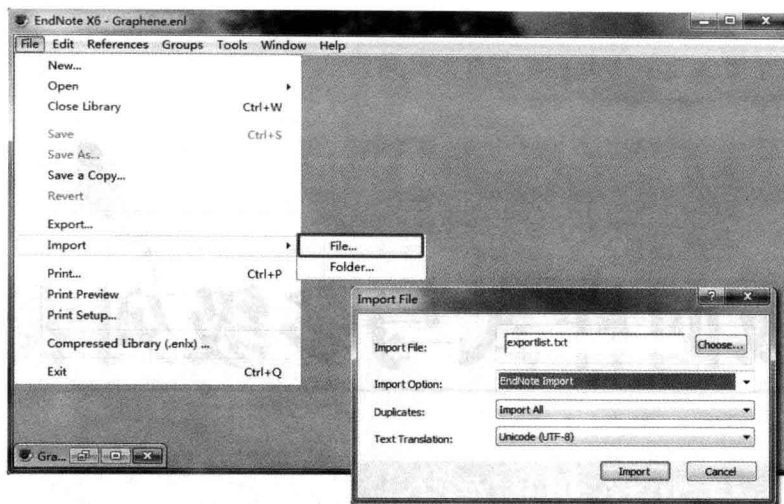 EndNote X6 - Graphene.enl
File Edit References Groups Tools Window Help
New...
Open
Close Library Ctrl+W
Save Ctrl+S
Save As...
Save a Copy...
Revert
Export...
Import
File...
Folder...
Print... Ctrl+P
Print Preview
Print Setup...
Compressed Library (.enlx) ...
Exit Ctrl+Q
Import File
Import File: exportlist.txt Choose...
Import Option: EndNote Import
Duplicates: Import All
Text Translation: Unicode (UTF-8)
Import Cancel
Gra...